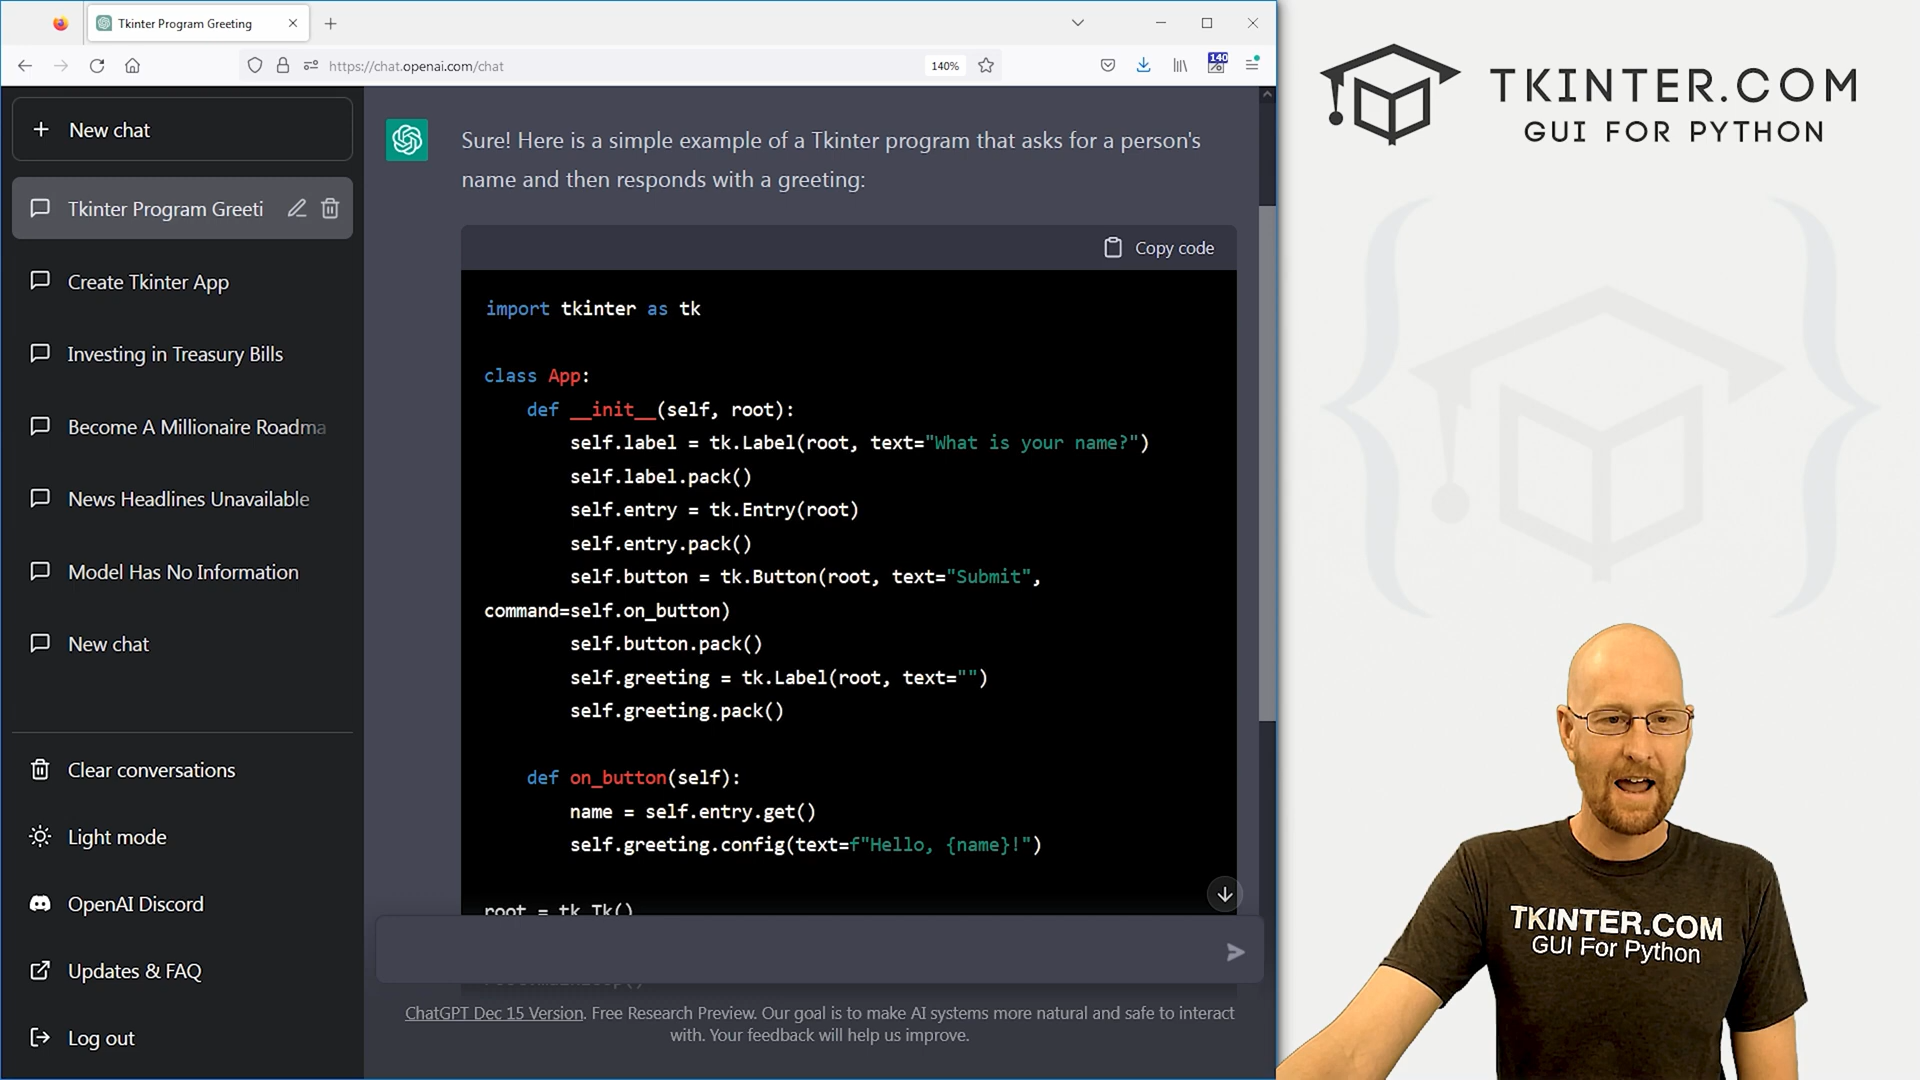 Tkinter Program Greeting
https://chat.openai.com/chat
140%
140
New chat
Tkinter Program Greeti
Create Tkinter App
Investing in Treasury Bills
Become A Millionaire Roadma
News Headlines Unavailable
Model Has No Information
New chat
Clear conversations
Light mode
OpenAI Discord
Updates & FAQ
Log out
Sure! Here is a simple example of a Tkinter program that asks for a person's
name and then responds with a greeting:
Copy code
import tkinter as tk
class App:
    def __init__(self, root):
        self.label = tk.Label(root, text="What is your name?")
        self.label.pack()
        self.entry = tk.Entry(root)
        self.entry.pack()
        self.button = tk.Button(root, text="Submit",
command=self.on_button)
        self.button.pack()
        self.greeting = tk.Label(root, text="")
        self.greeting.pack()
    def on_button(self):
        name = self.entry.get()
        self.greeting.config(text=f"Hello, {name}!")
root = tk.Tk()
ChatGPT Dec 15 Version. Free Research Preview. Our goal is to make AI systems more natural and safe to interact
with. Your feedback will help us improve.
TKINTER.COM
GUI FOR PYTHON
TKINTER.COM
GUI For Python